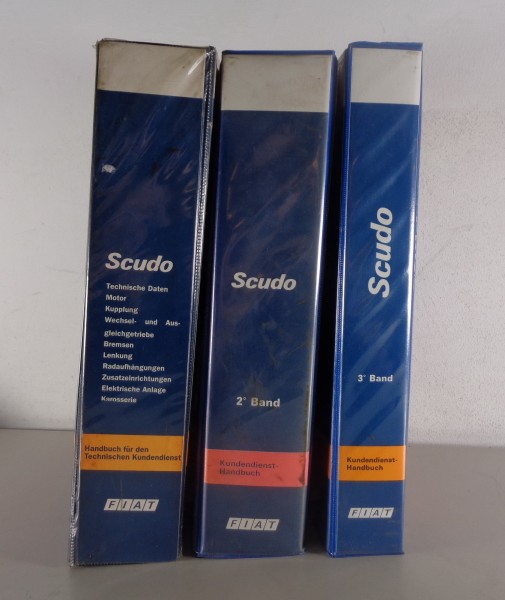 Scudo
Technische Daten
Motor
Kupplung
Wechsel- und Aus-
gleichgetriebe
Bremsen
Lenkung
Radaufhängungen
Zusatzeinrichtungen
Elektrische Anlage
Karosserie
Handbuch für den
Technischen Kundendienst
FIAT
Scudo
2° Band
Kundendienst-
Handbuch
FIAT
Scudo
3° Band
Kundendienst-
Handbuch
FIAT